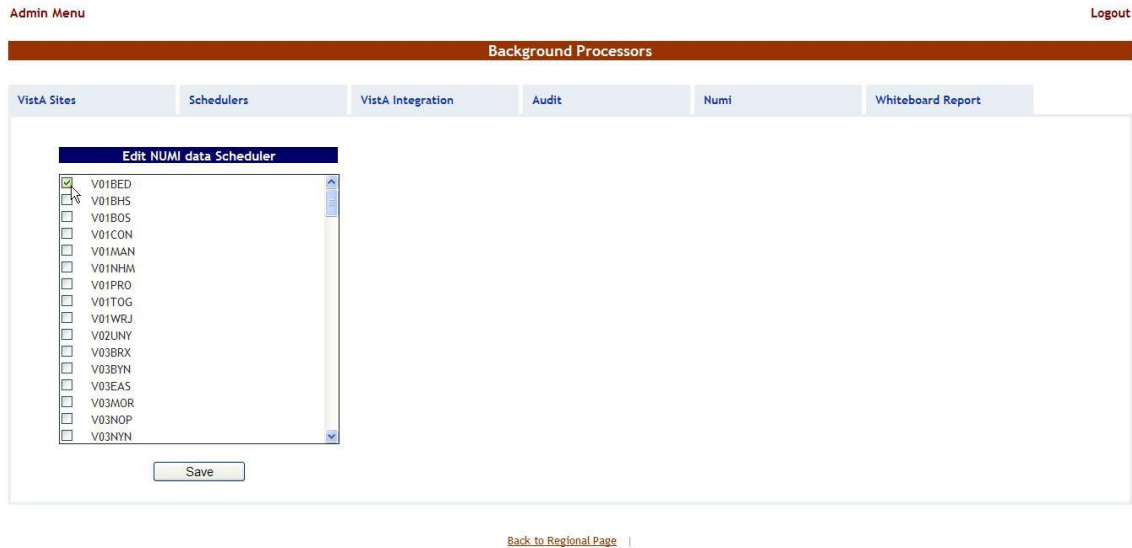 Admin Menu Logout
Background Processors
VistA Sites Schedulers VistA Integration Audit Numi Whiteboard Report
Edit NUMI data Scheduler
V01BED
V01BHS
V01BOS
V01CON
V01MAN
V01NHM
V01PRO
V01TOG
V01WRJ
V02UNY
V03BRX
V03BYN
V03EAS
V03MOR
V03NOP
V03NYN
Save
Back to Regional Page |